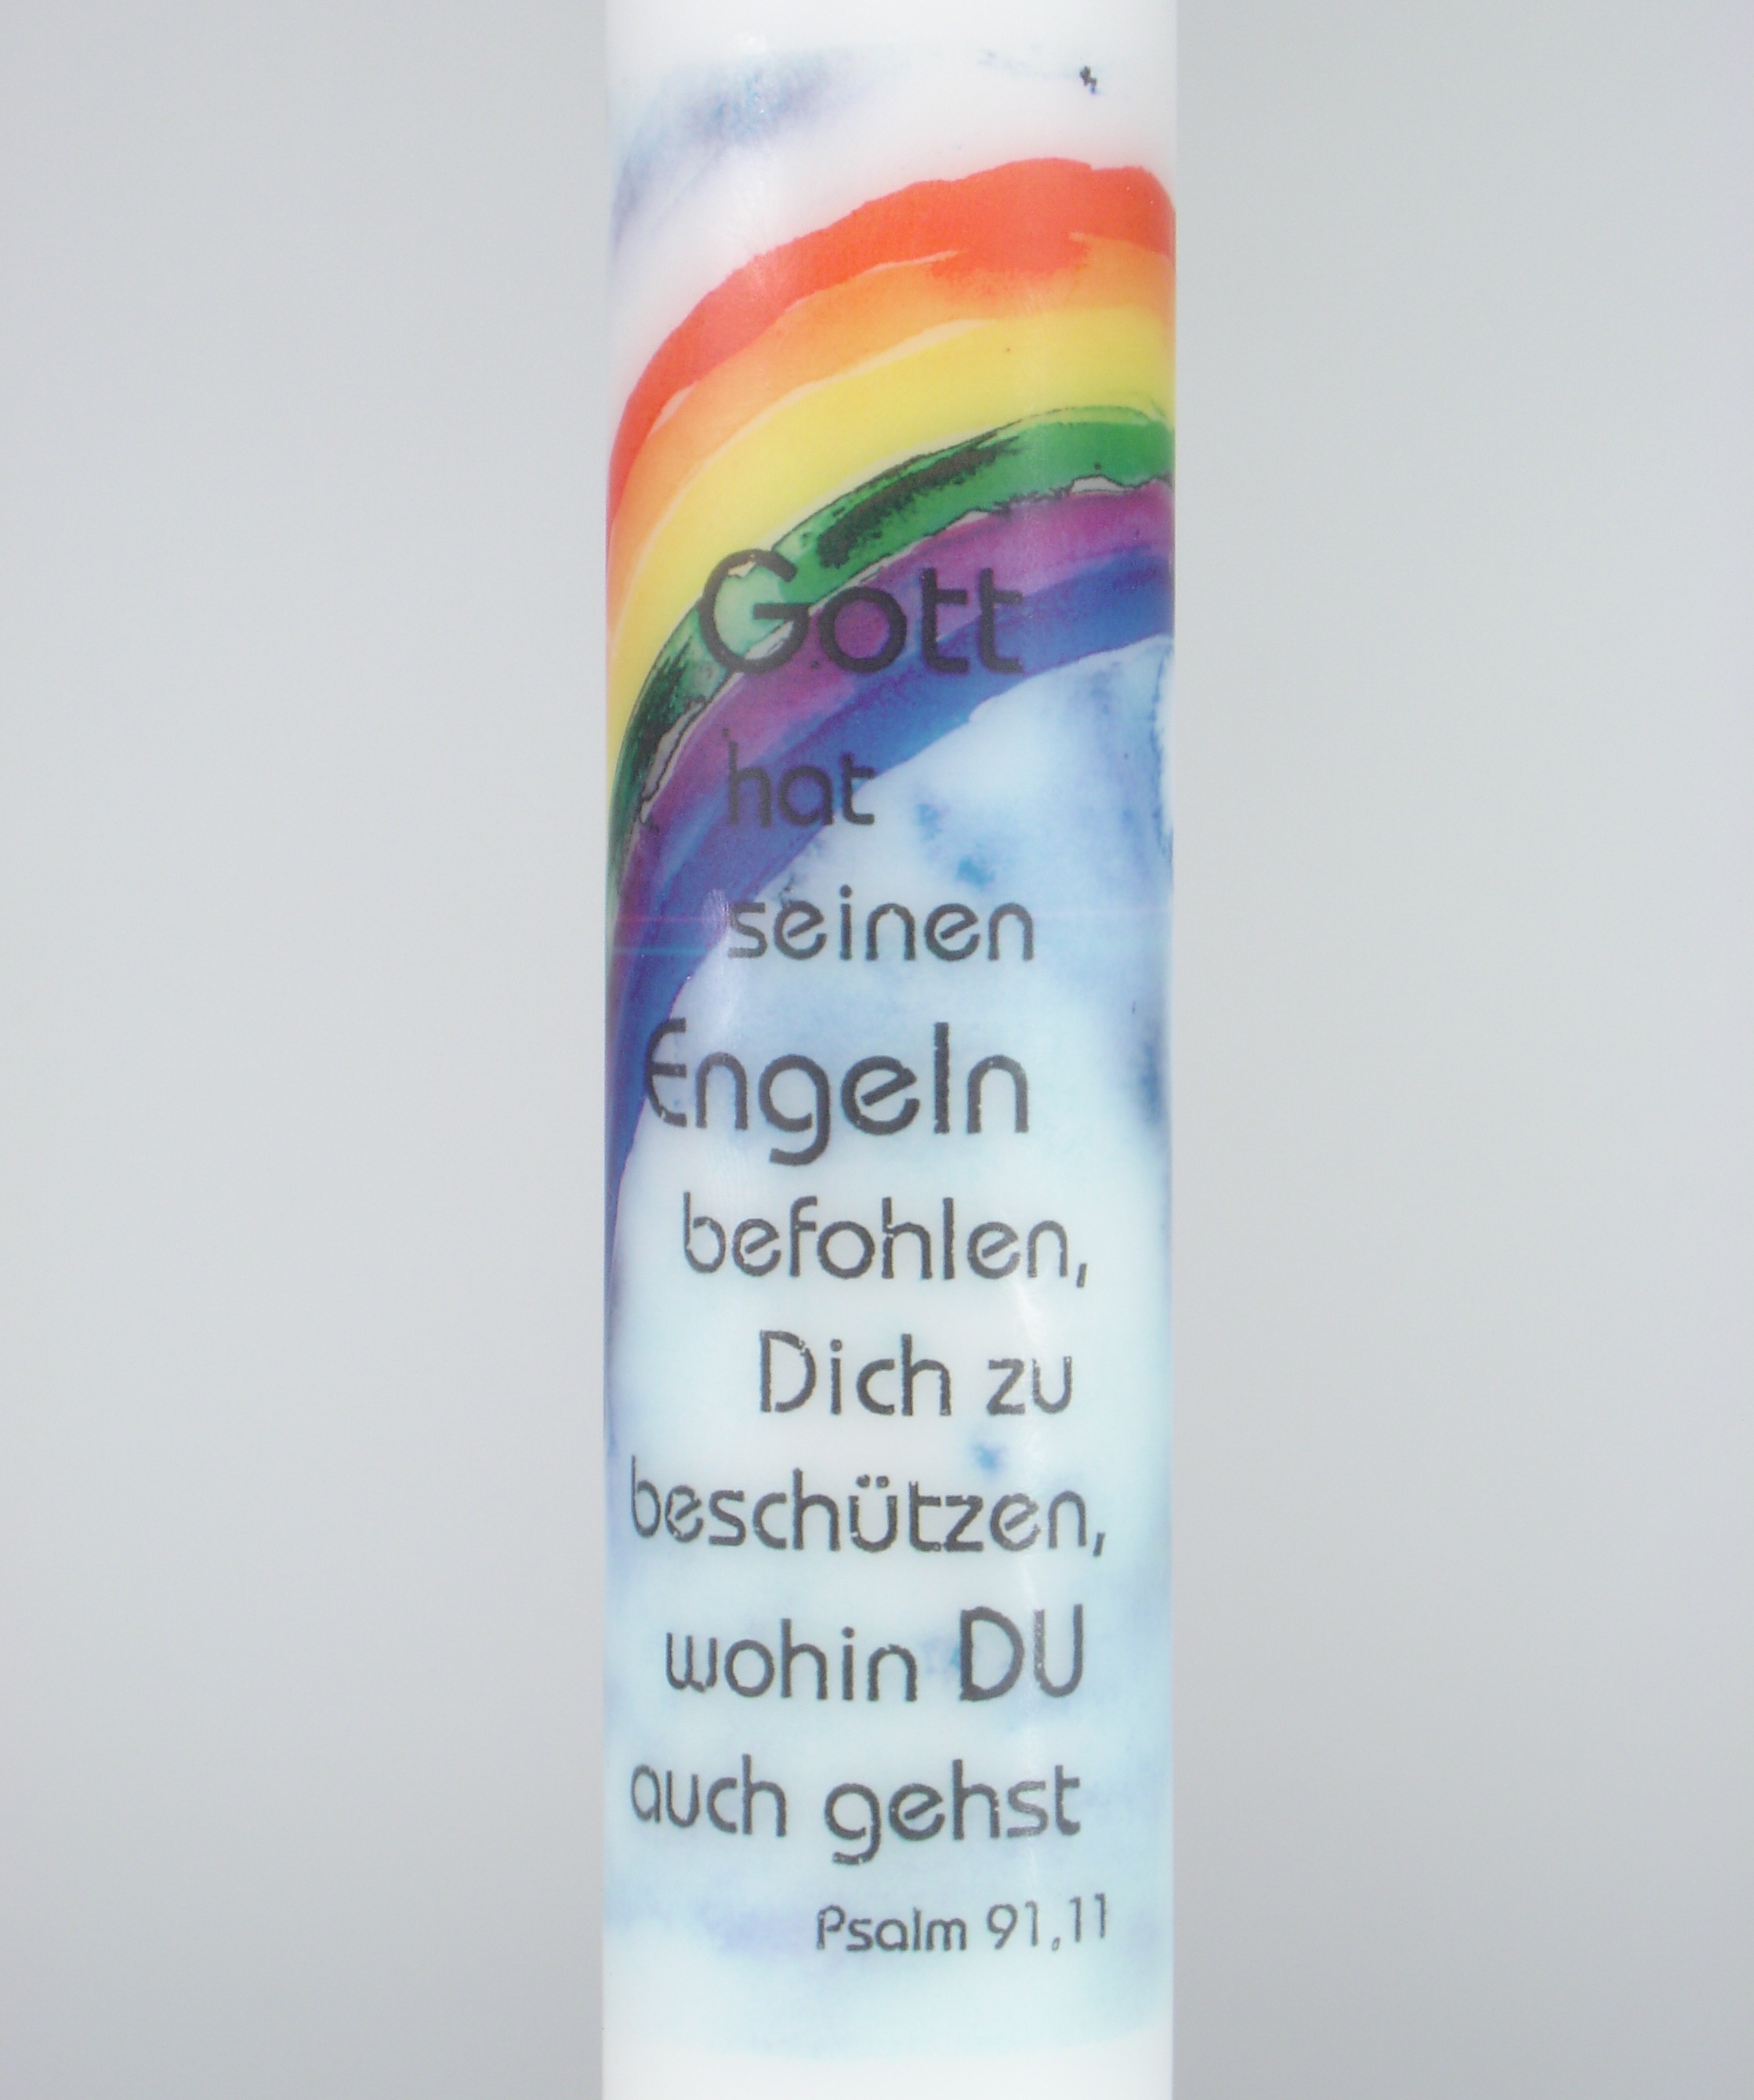 Gott
hat
seinen
Engeln
befohlen,
Dich zu
beschützen,
wohin DU
auch gehst
Psalm 91,11